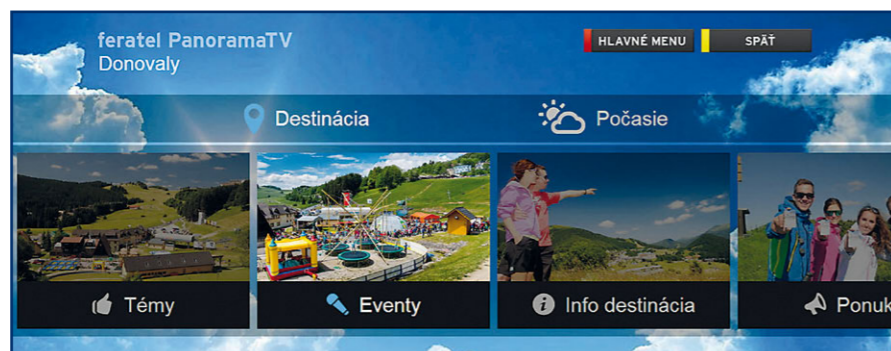 feratel PanoramaTV
Donovaly
HLAVNÉ MENU
SPÄŤ
Destinácia
Počasie
Témy
Eventy
Info destinácia
Ponuk